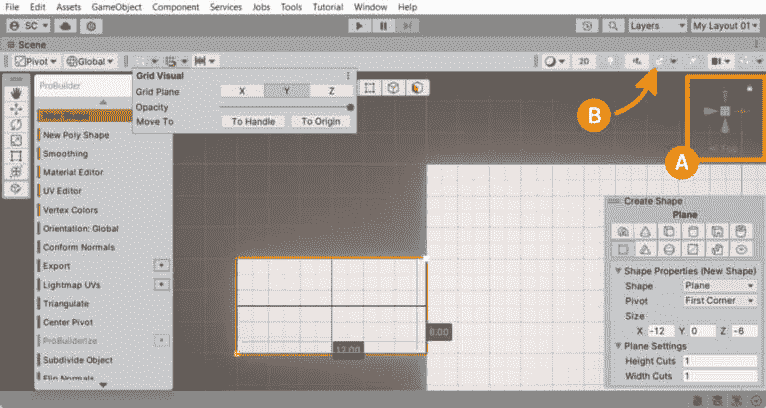 File Edit Assets GameObject Component Services Jobs Tools Tutorial Window Help
SC Layers My Layout 01
Scene
Pivot Global 2D
ProBuilder
New Poly Shape
Smoothing
Material Editor
UV Editor
Vertex Colors
Orientation: Global
Conform Normals
Export +
Lightmap UVs +
Triangulate
Center Pivot
ProBuilderize +
Subdivide Object
Flip Normals
Grid Visual
Grid Plane X Y Z
Opacity
Move To To Handle To Origin
B
A
12.00
6.00
Create Shape
Plane
Shape Properties (New Shape)
Shape Plane
Pivot First Corner
Size
X -12 Y 0 Z -6
Plane Settings
Height Cuts 1
Width Cuts 1